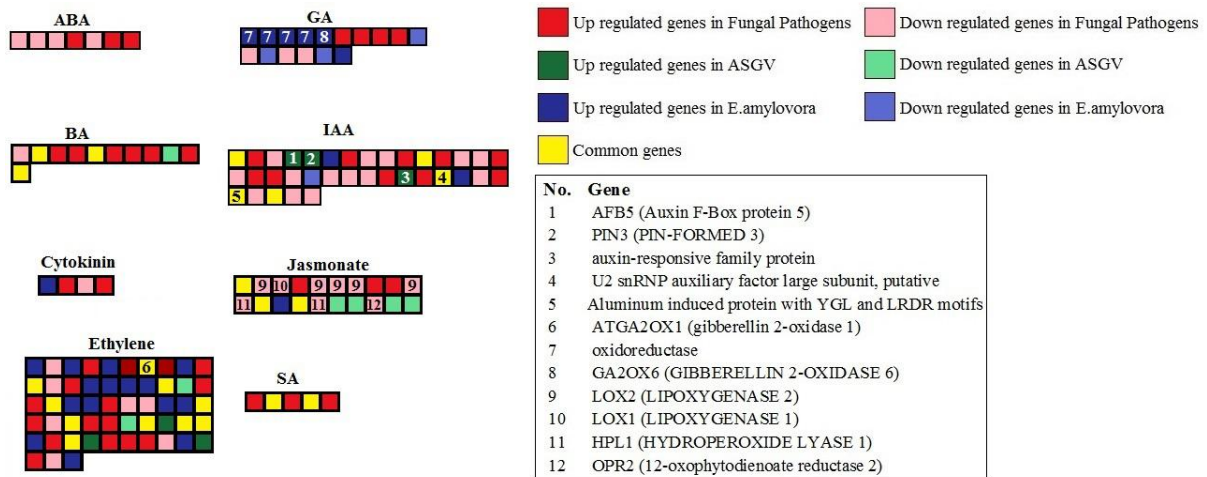 ABA
GA
7 7 7 7 8
BA
IAA
1 2
3 4
5
Cytokinin
Jasmonate
9 10 9 9 9 9
11 11 12
Ethylene
6
SA
Up regulated genes in Fungal Pathogens
Down regulated genes in Fungal Pathogens
Up regulated genes in ASGV
Down regulated genes in ASGV
Up regulated genes in E.amylovora
Down regulated genes in E.amylovora
Common genes
No. Gene
1 AFB5 (Auxin F-Box protein 5)
2 PIN3 (PIN-FORMED 3)
3 auxin-responsive family protein
4 U2 snRNP auxiliary factor large subunit, putative
5 Aluminum induced protein with YGL and LRDR motifs
6 ATGA2OX1 (gibberellin 2-oxidase 1)
7 oxidoreductase
8 GA2OX6 (GIBBERELLIN 2-OXIDASE 6)
9 LOX2 (LIPOXYGENASE 2)
10 LOX1 (LIPOXYGENASE 1)
11 HPL1 (HYDROPEROXIDE LYASE 1)
12 OPR2 (12-oxophytodienoate reductase 2)